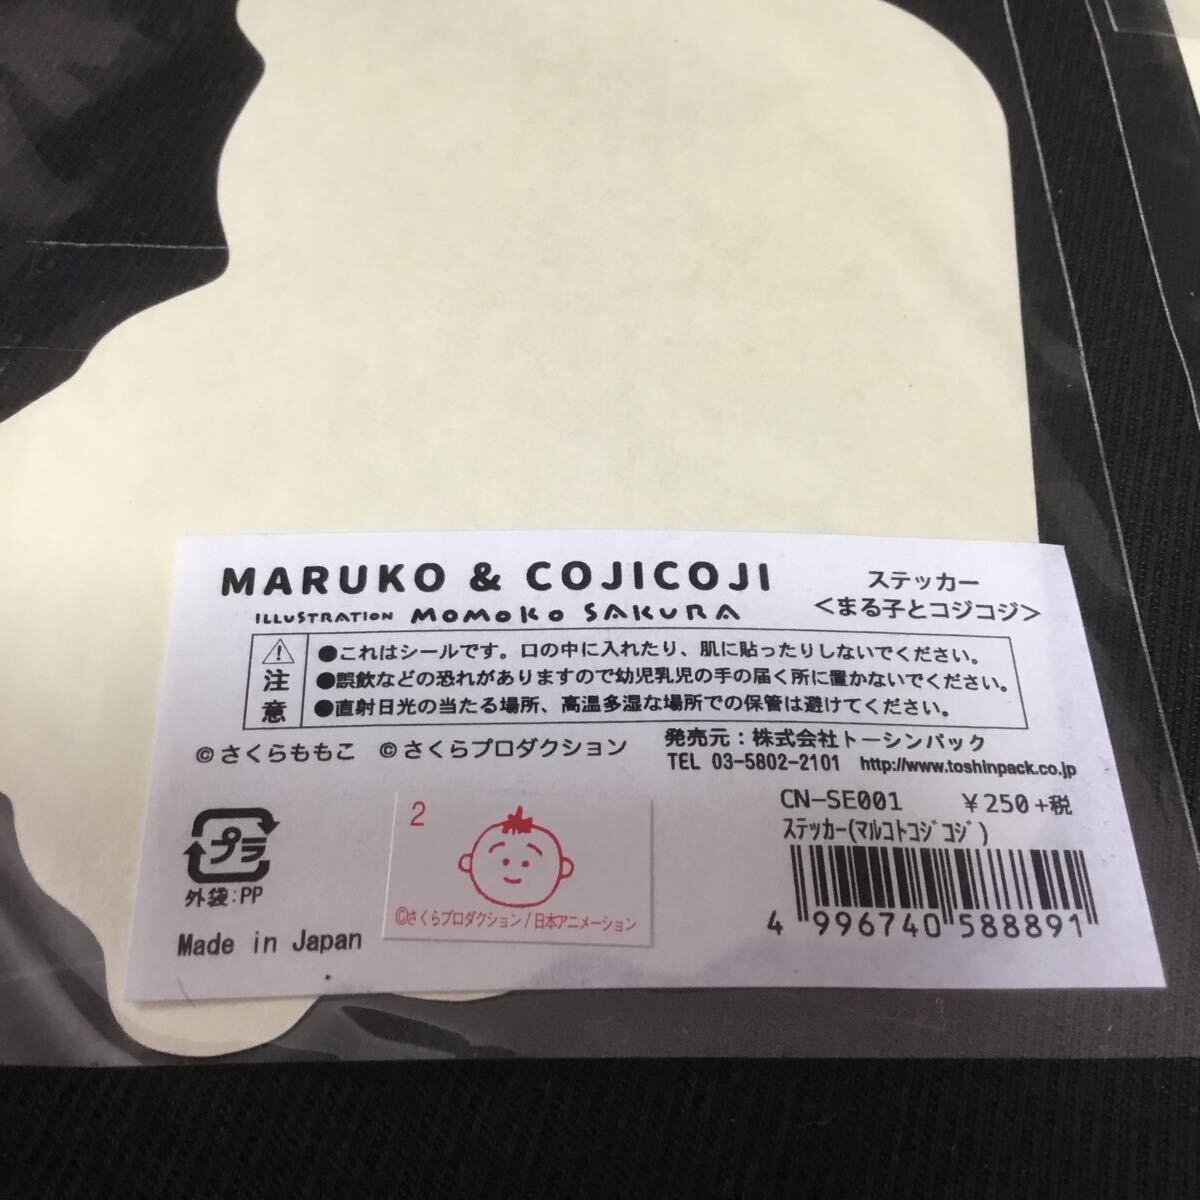 MARUKO & COJICOJI
ILLUSTRATION MOMOKO SAKURA
ステッカー
＜まる子とコジコジ＞
注意
●これはシールです。口の中に入れたり、肌に貼ったりしないでください。
●誤飲などの恐れがありますので幼児乳児の手の届く所に置かないでください。
●直射日光の当たる場所、高温多湿な場所での保管は避けてください。
©さくらももこ ©さくらプロダクション
発売元：株式会社トーシンパック
TEL 03-5802-2101 http://www.toshinpack.co.jp
プラ
外袋:PP
Made in Japan
2
©さくらプロダクション/日本アニメーション
CN-SE001 ￥250+税
ｽﾃｯｶｰ(ﾏﾙｺﾄｺｼﾞｺｼﾞ)
4 996740 588891